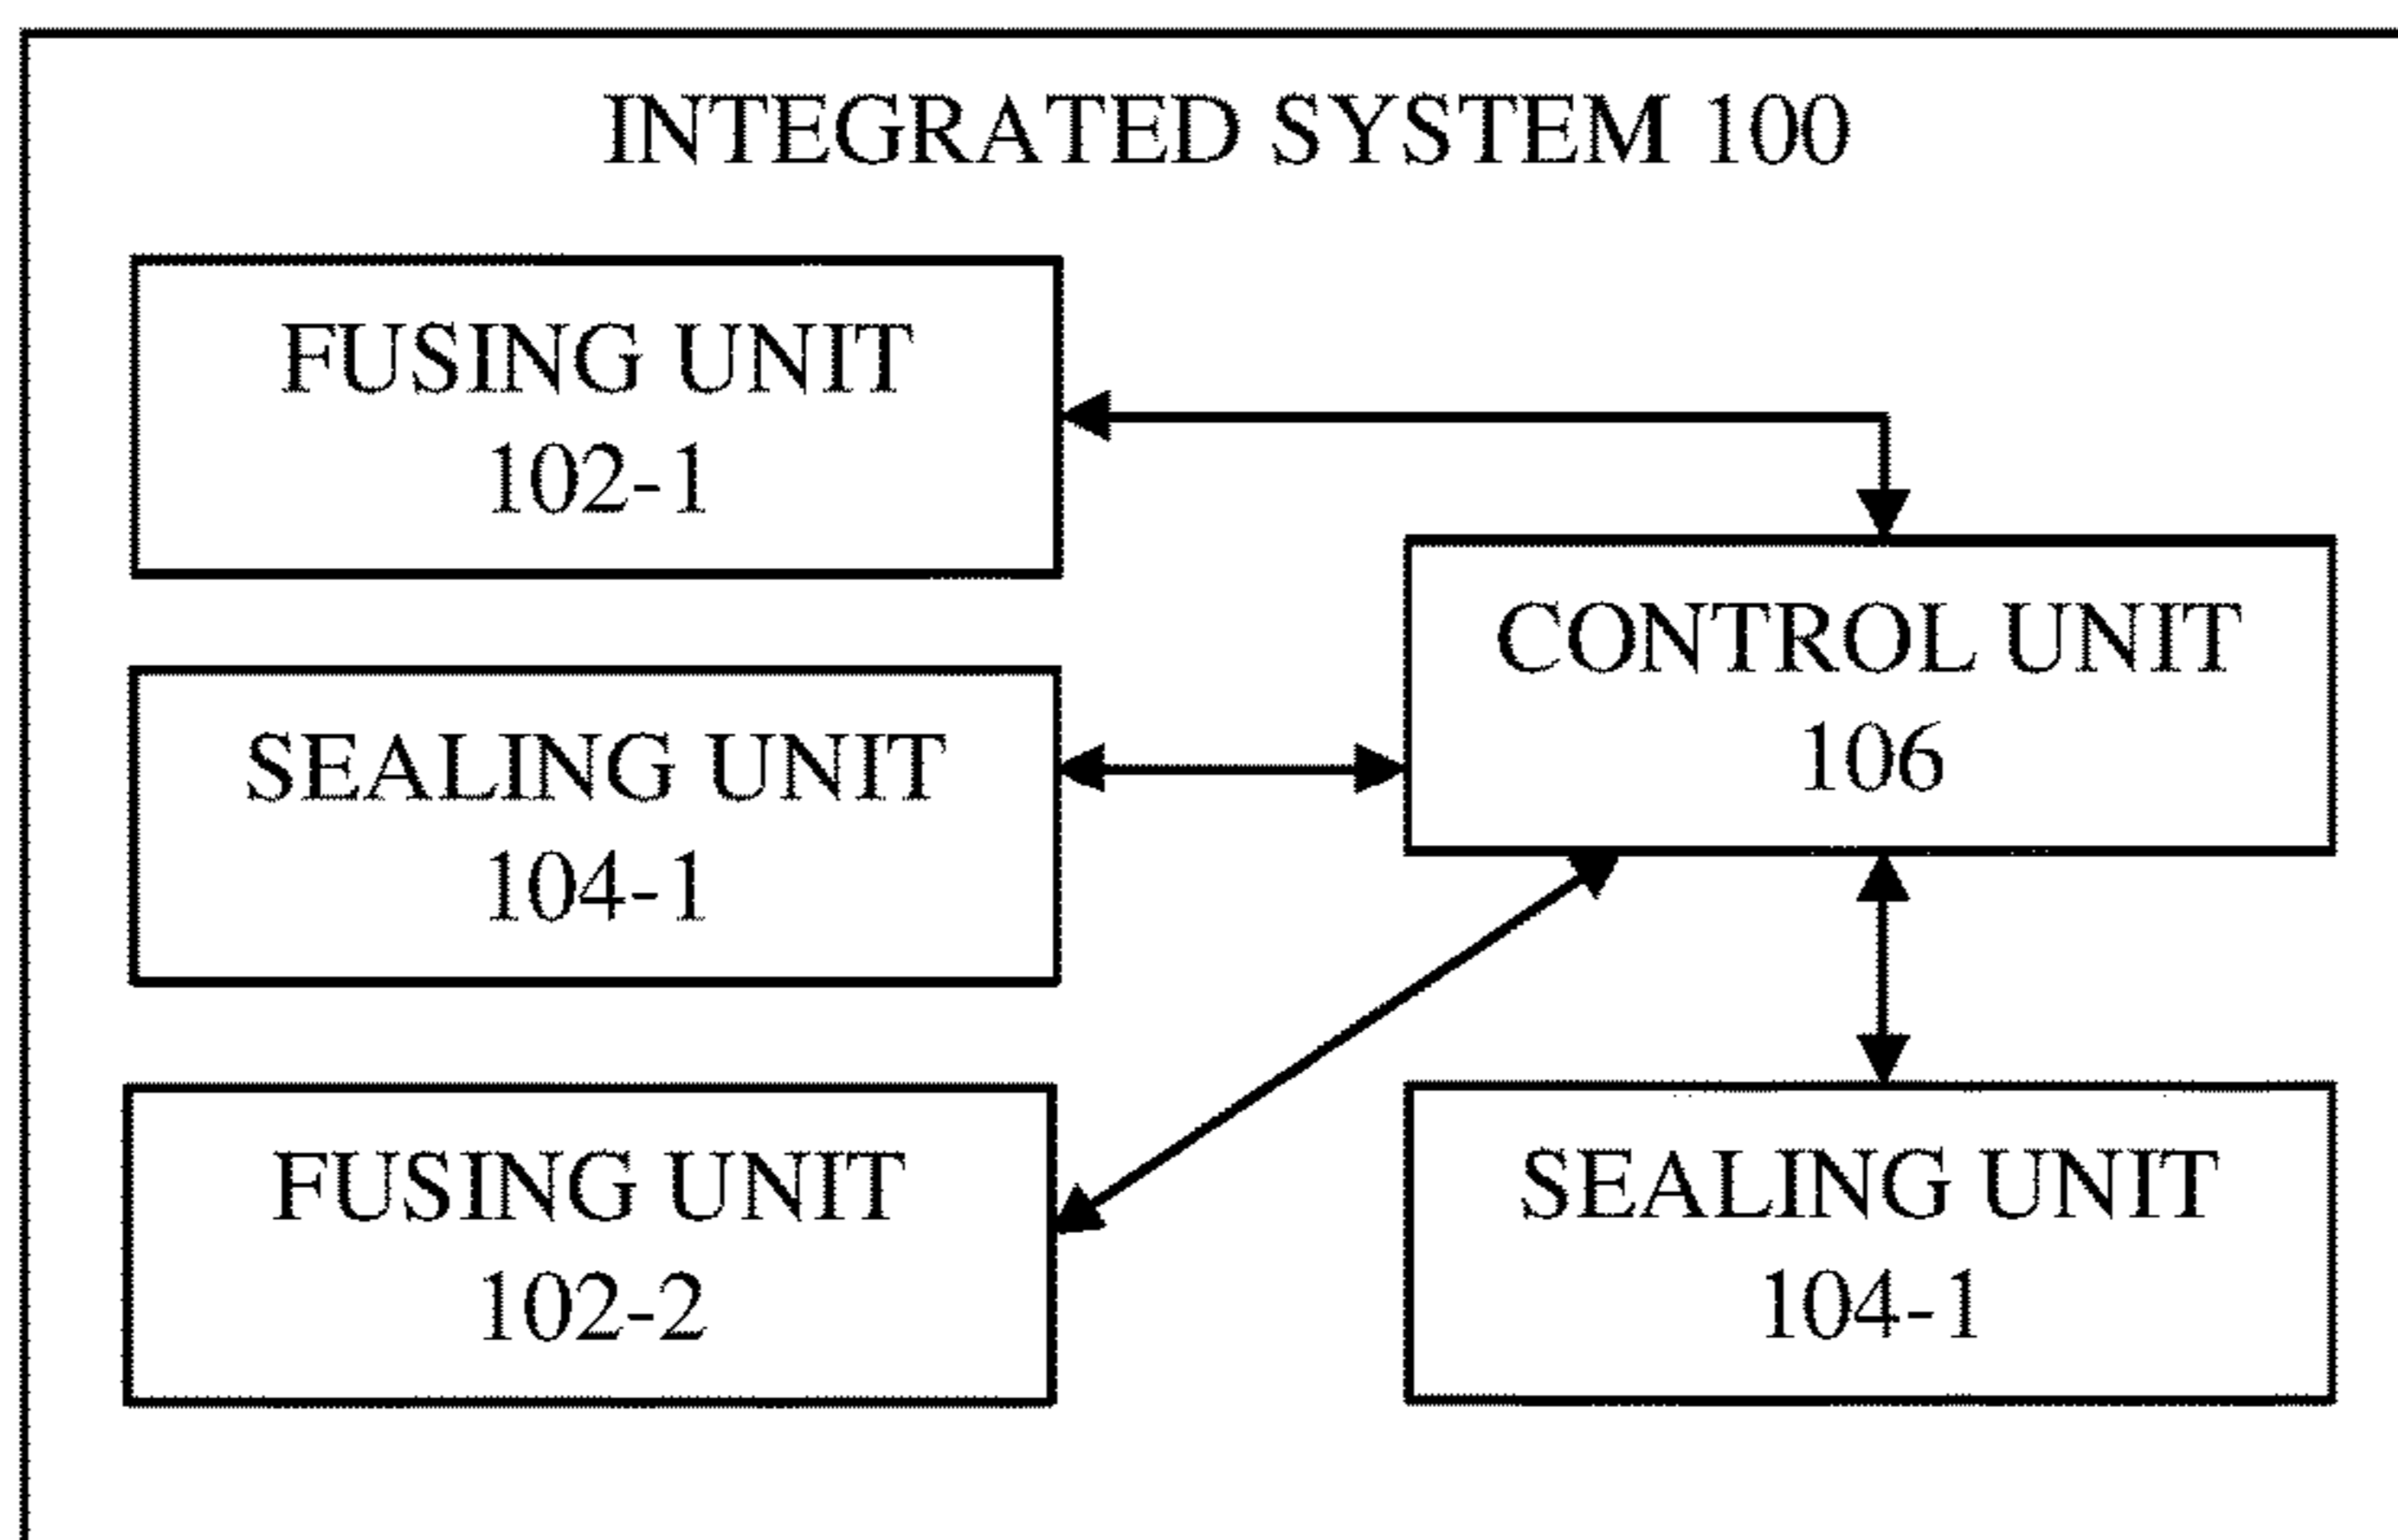 INTEGRATED SYSTEM 100
FUSING UNIT
102-1
CONTROL UNIT
106
SEALING UNIT
104-1
FUSING UNIT
102-2
SEALING UNIT
104-1